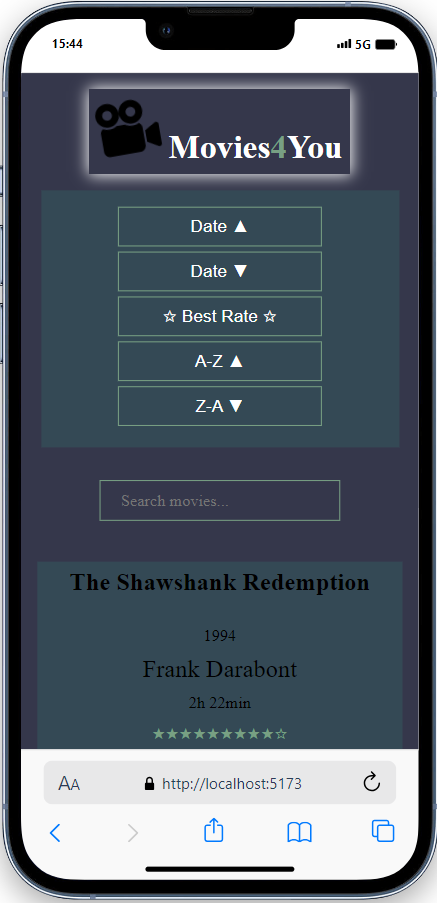 15:44 5G
Movies4You
Date ▲
Date ▼
☆ Best Rate ☆
A-Z ▲
Z-A ▼
Search movies...
The Shawshank Redemption
1994
Frank Darabont
2h 22min
★★★★★★★★★☆
AA http://localhost:5173